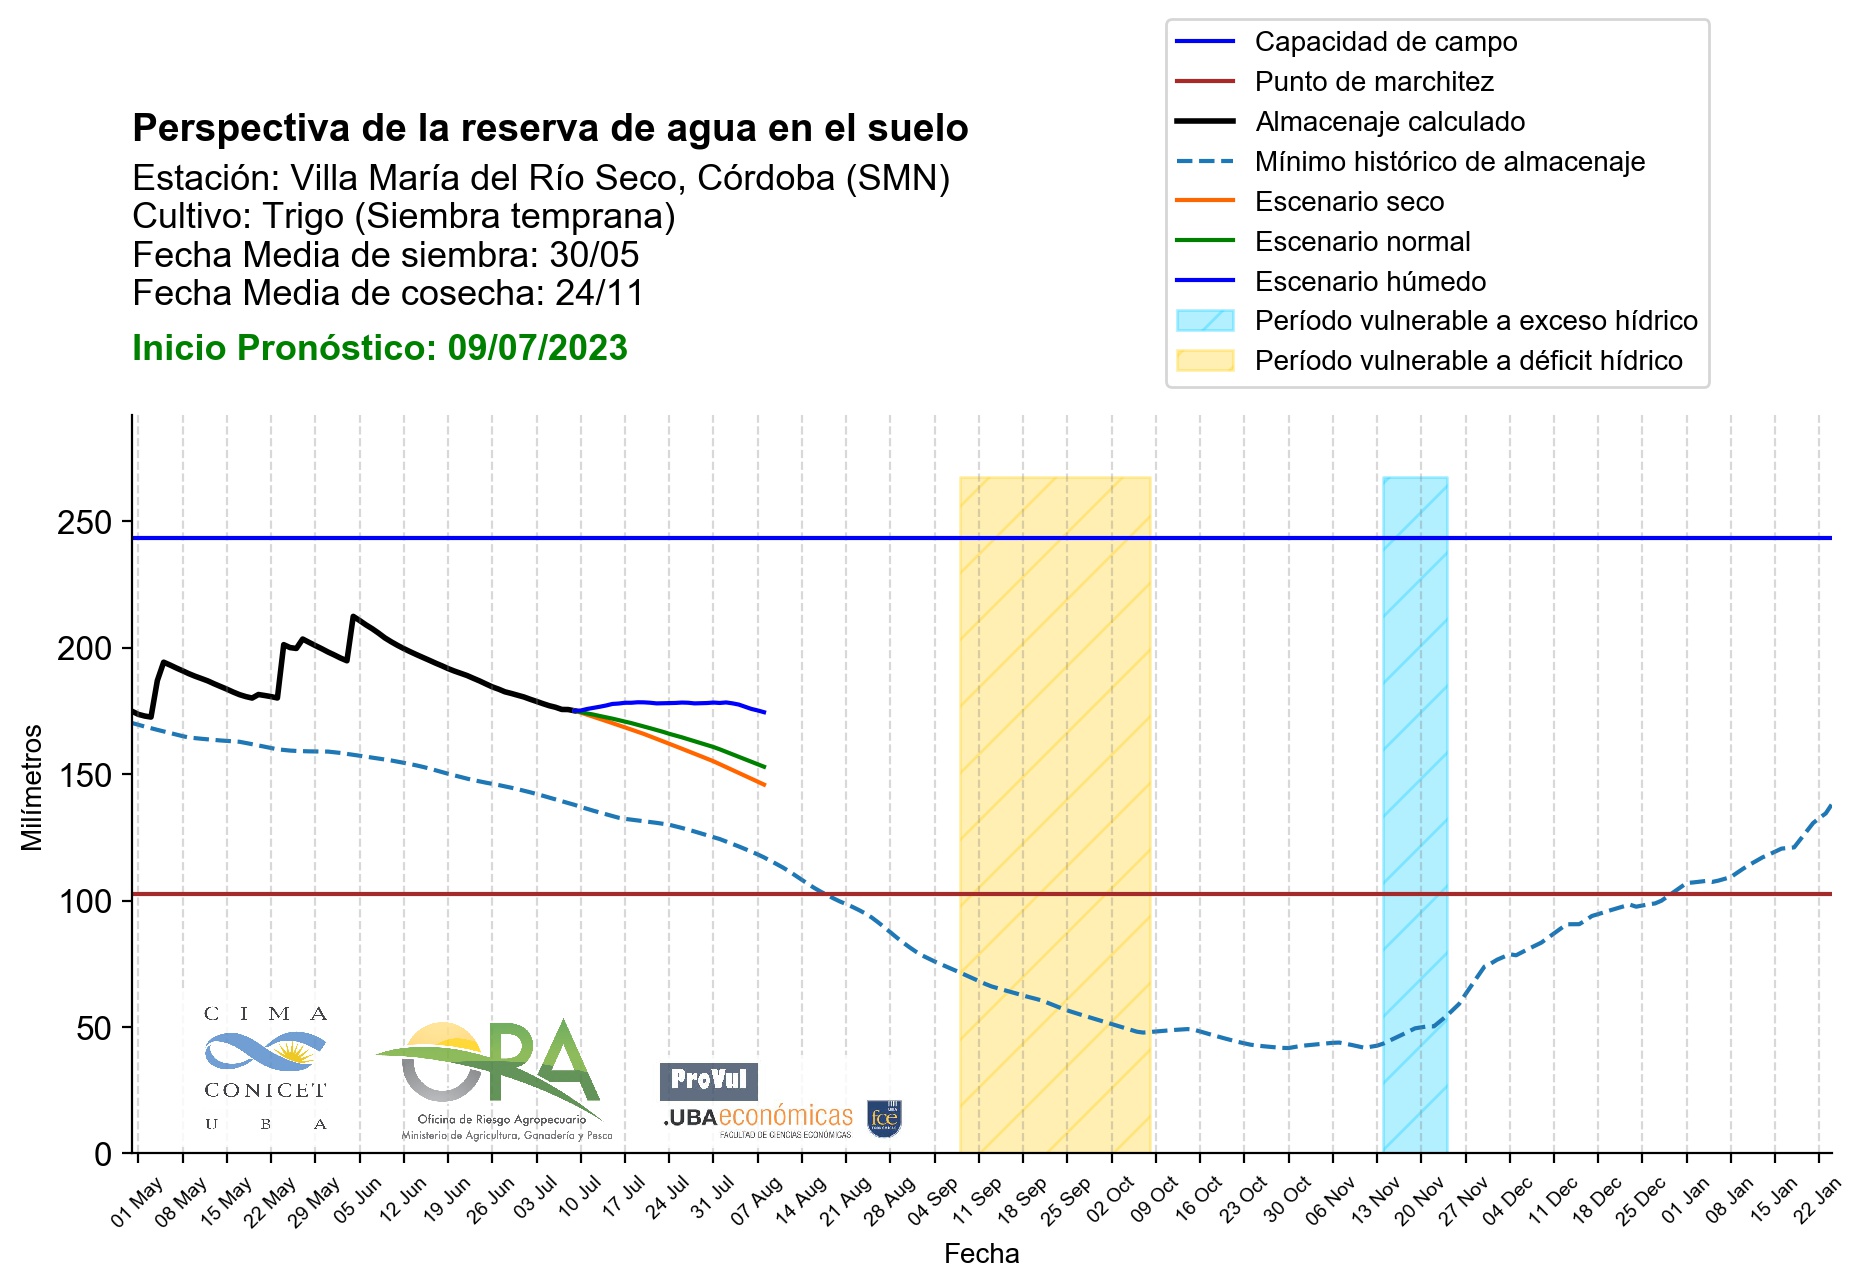 Capacidad de campo
Punto de marchitez
Almacenaje calculado
Mínimo histórico de almacenaje
Escenario seco
Escenario normal
Escenario húmedo
Período vulnerable a exceso hídrico
Período vulnerable a déficit hídrico
Perspectiva de la reserva de agua en el suelo
Estación: Villa María del Río Seco, Córdoba (SMN)
Cultivo: Trigo (Siembra temprana)
Fecha Media de siembra: 30/05
Fecha Media de cosecha: 24/11
Inicio Pronóstico: 09/07/2023
Milímetros
250
200
150
100
50
0
C I M A
CONICET
U B A
ORA
Oficina de Riesgo Agropecuario
Ministerio de Agricultura, Ganadería y Pesca
ProVul
.UBAeconómicas
FACULTAD DE CIENCIAS ECONÓMICAS
fce
01 May 08 May 15 May 22 May 29 May 05 Jun 12 Jun 19 Jun 26 Jun 03 Jul 10 Jul 17 Jul 24 Jul 31 Jul 07 Aug 14 Aug 21 Aug 28 Aug 04 Sep 11 Sep 18 Sep 25 Sep 02 Oct 09 Oct 16 Oct 23 Oct 30 Oct 06 Nov 13 Nov 20 Nov 27 Nov 04 Dec 11 Dec 18 Dec 25 Dec 01 Jan 08 Jan 15 Jan 22 Jan
Fecha